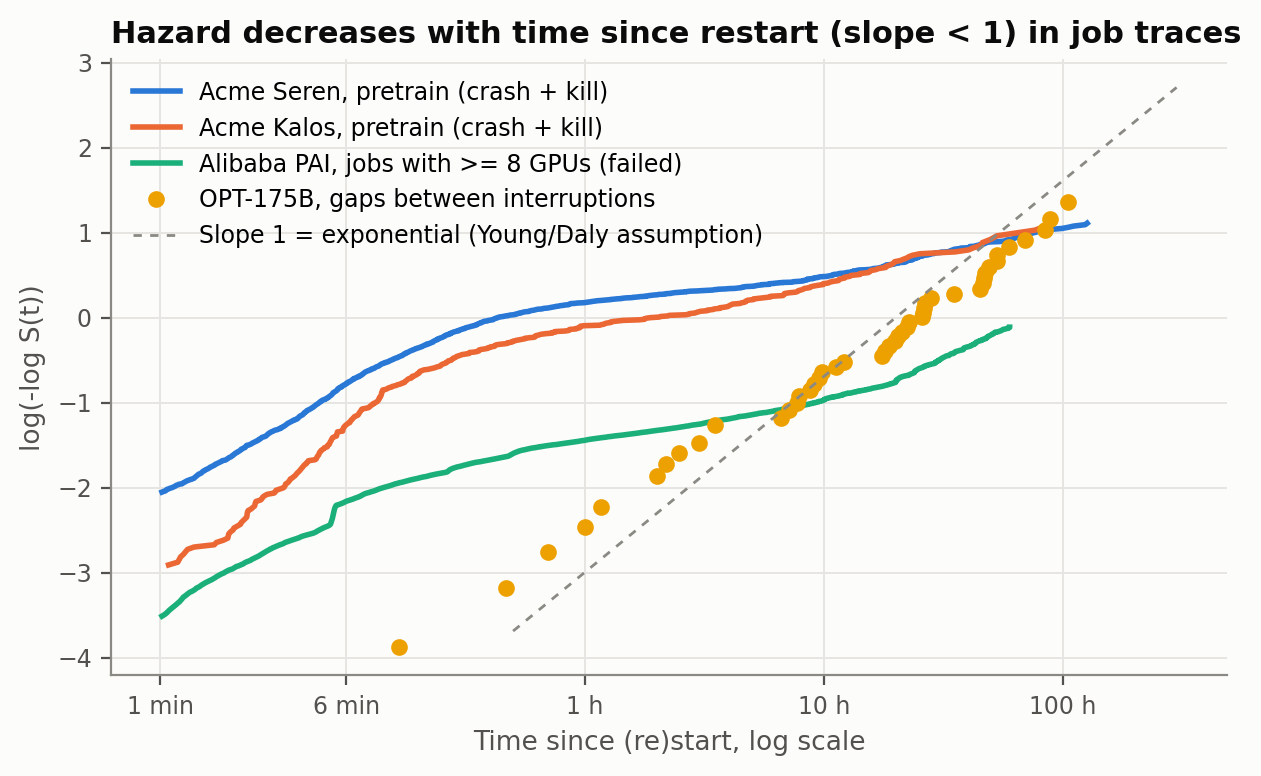 Hazard decreases with time since restart (slope < 1) in job traces
Acme Seren, pretrain (crash + kill)
Acme Kalos, pretrain (crash + kill)
Alibaba PAI, jobs with >= 8 GPUs (failed)
OPT-175B, gaps between interruptions
Slope 1 = exponential (Young/Daly assumption)
log(-log S(t))
3
2
1
0
−1
−2
−3
−4
1 min
6 min
1 h
10 h
100 h
Time since (re)start, log scale